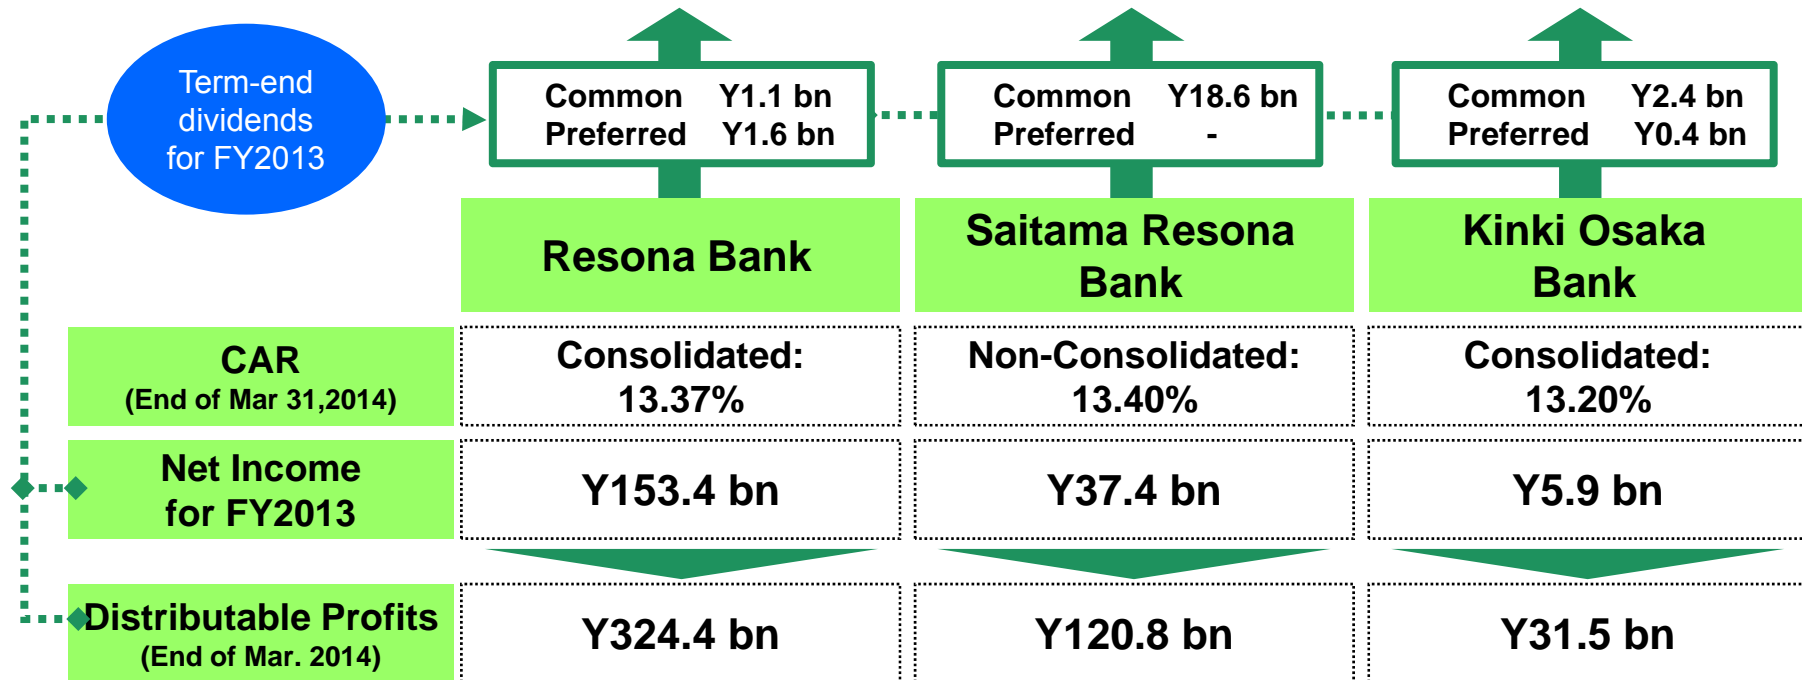 Term-end
dividends
for FY2013
Common Y1.1 bn
Preferred Y1.6 bn
Common Y18.6 bn
Preferred -
Common Y2.4 bn
Preferred Y0.4 bn
Resona Bank
Saitama Resona
Bank
Kinki Osaka
Bank
CAR
(End of Mar 31,2014)
Consolidated:
13.37%
Non-Consolidated:
13.40%
Consolidated:
13.20%
Net Income
for FY2013
Y153.4 bn
Y37.4 bn
Y5.9 bn
Distributable Profits
(End of Mar. 2014)
Y324.4 bn
Y120.8 bn
Y31.5 bn